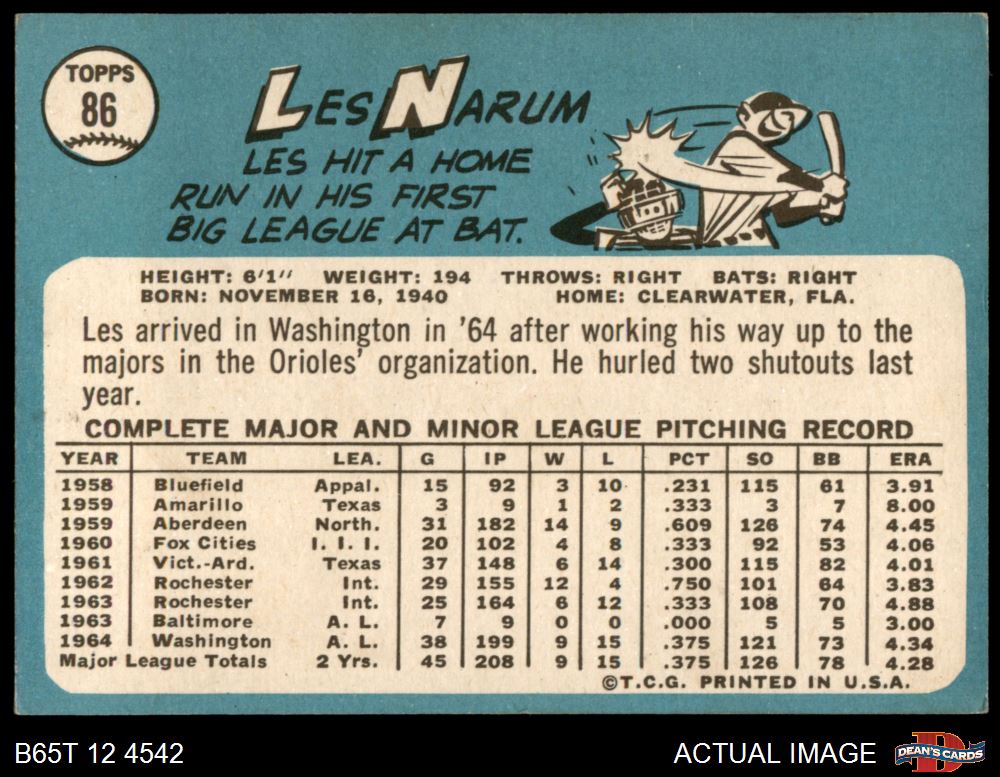 TOPPS
86
LES NARUM
LES HIT A HOME
RUN IN HIS FIRST
BIG LEAGUE AT BAT.
HEIGHT: 6'1" WEIGHT: 194 THROWS: RIGHT BATS: RIGHT
BORN: NOVEMBER 16, 1940 HOME: CLEARWATER, FLA.
Les arrived in Washington in '64 after working his way up to the
majors in the Orioles' organization. He hurled two shutouts last
year.
COMPLETE MAJOR AND MINOR LEAGUE PITCHING RECORD
YEAR TEAM LEA. G IP W L PCT SO BB ERA
1958 Bluefield Appal. 15 92 3 10 .231 115 61 3.91
1959 Amarillo Texas 3 9 1 2 .333 3 7 8.00
1959 Aberdeen North. 31 182 14 9 .609 126 74 4.45
1960 Fox Cities I. I. I. 20 102 4 8 .333 92 53 4.06
1961 Vict.-Ard. Texas 37 148 6 14 .300 115 82 4.01
1962 Rochester Int. 29 155 12 4 .750 101 64 3.83
1963 Rochester Int. 25 164 6 12 .333 108 70 4.88
1963 Baltimore A. L. 7 9 0 0 .000 5 5 3.00
1964 Washington A. L. 38 199 9 15 .375 121 73 4.34
Major League Totals 2 Yrs. 45 208 9 15 .375 126 78 4.28
©T.C.G. PRINTED IN U.S.A.
B65T 12 4542
ACTUAL IMAGE
DEAN'S CARDS